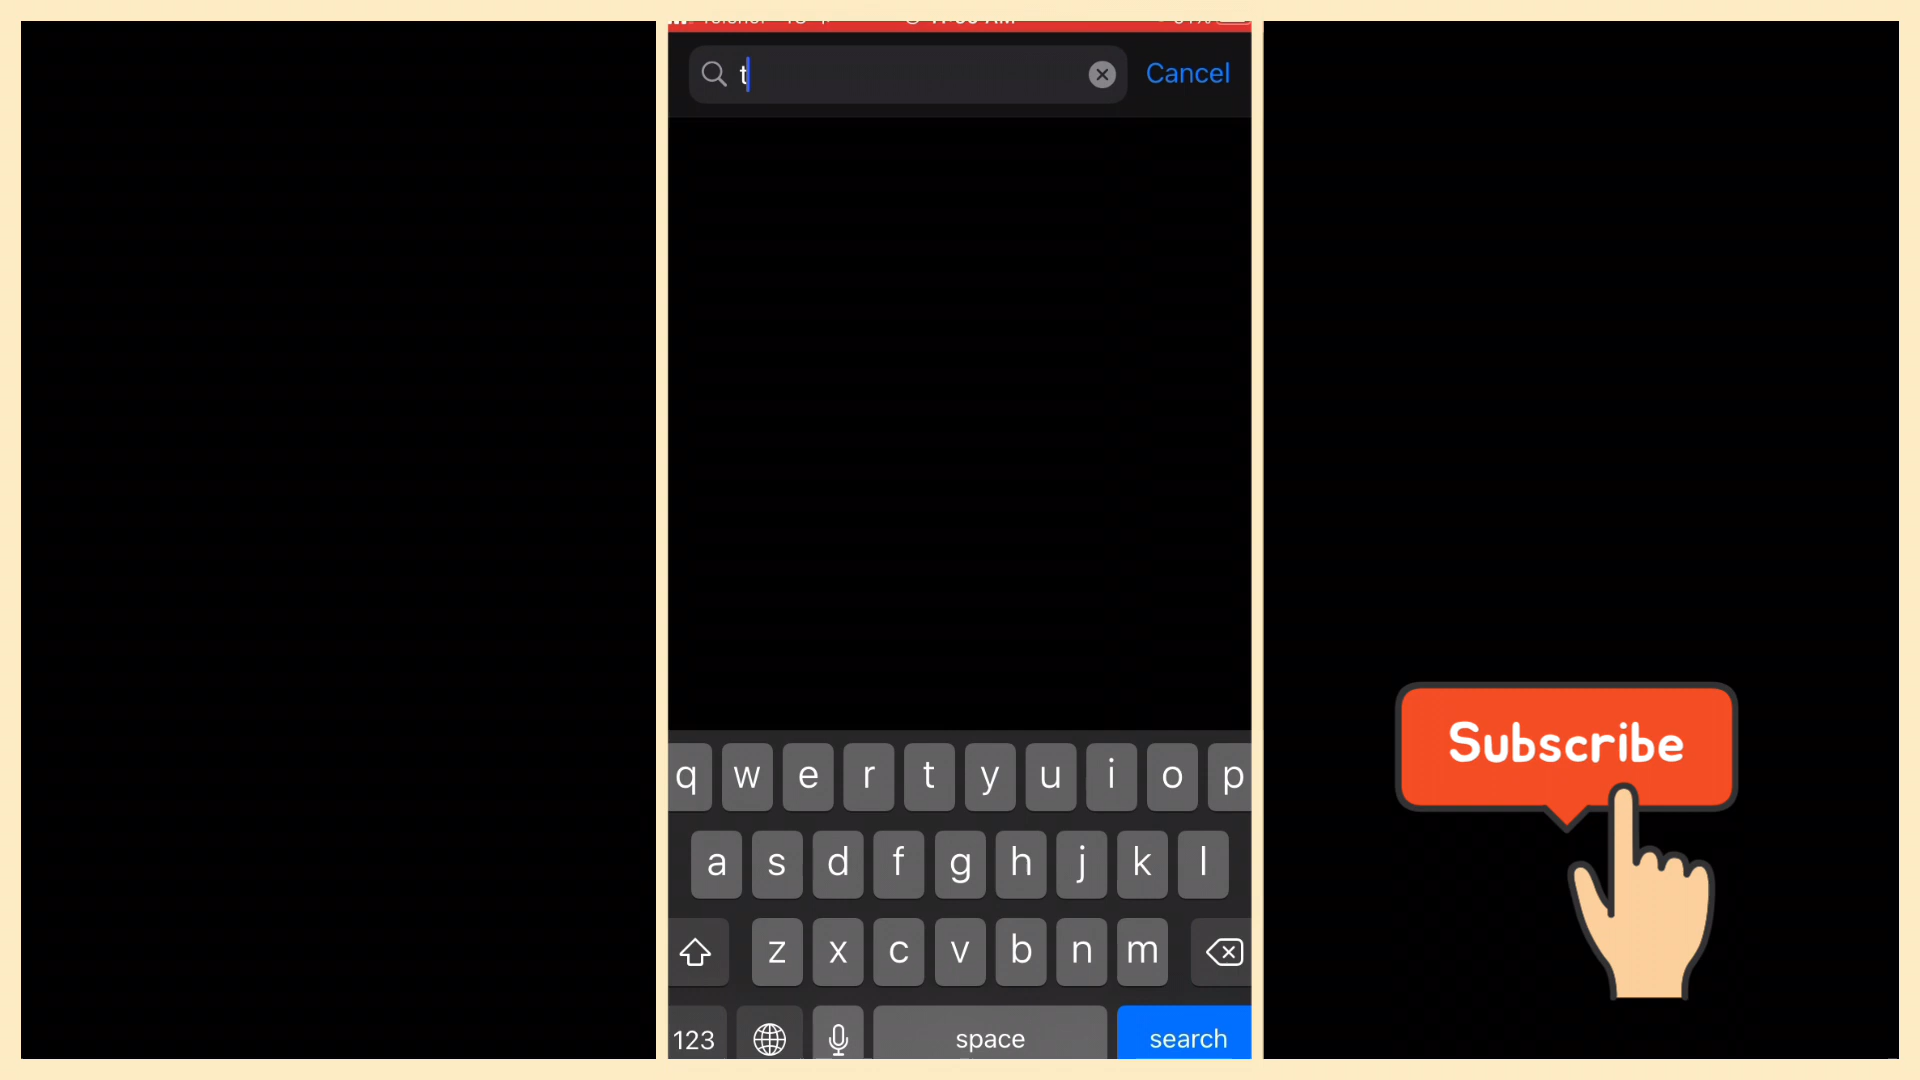 t
Cancel
q w e r t y u i o p
a s d f g h j k l
z x c v b n m
123 space search
Subscribe